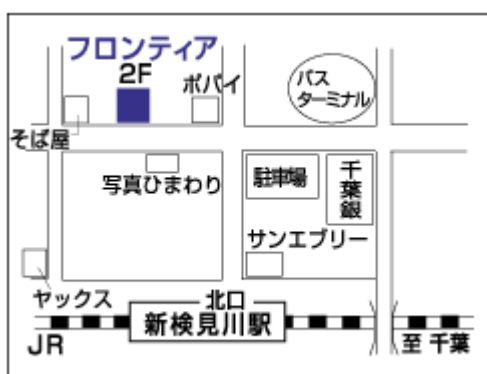 フロンティア
2F
ポパイ
バス
ターミナル
そば屋
写真ひまわり
駐車場
千葉銀
サンエブリー
ヤックス
北口
新検見川駅
JR
至 千葉